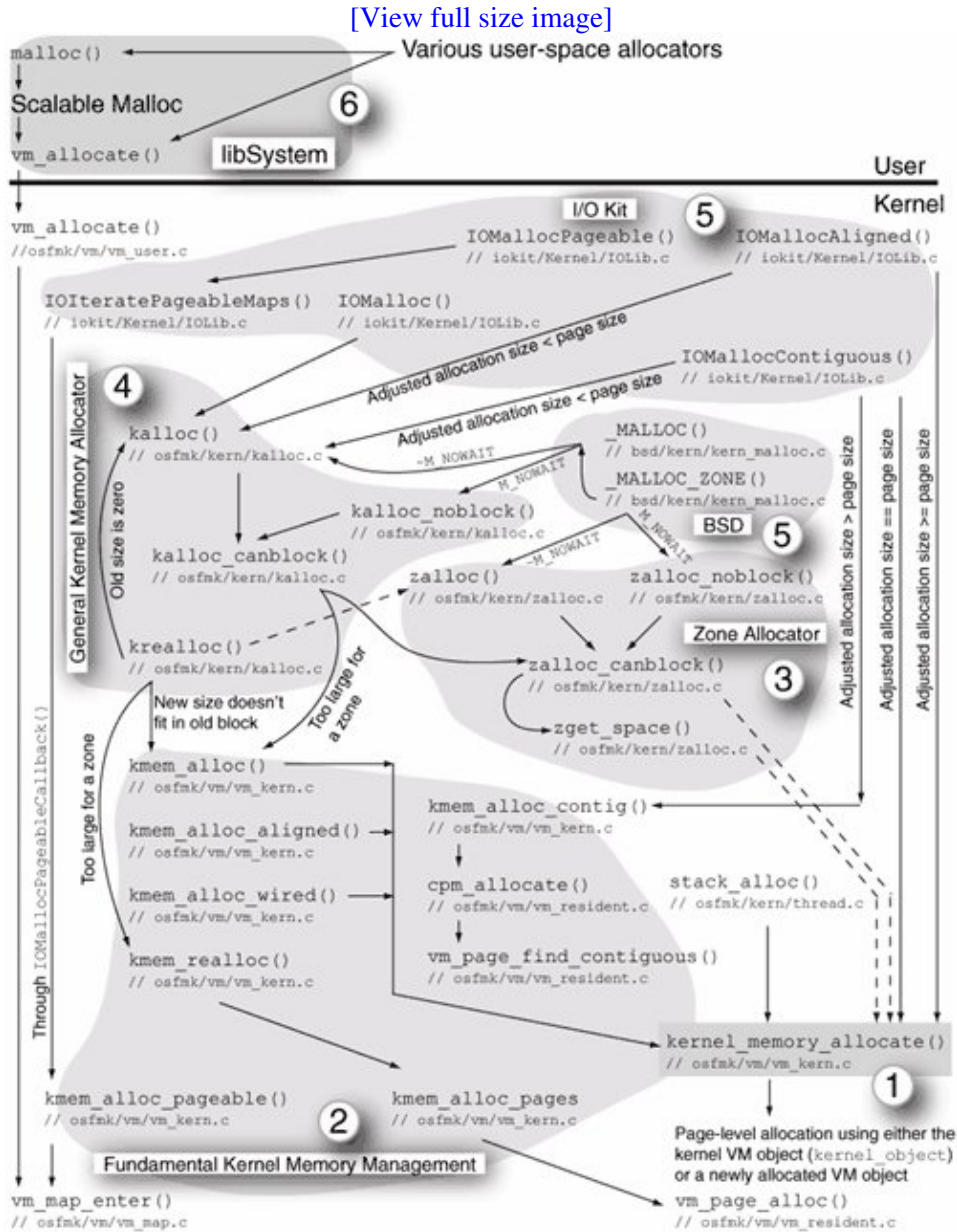 [View full size image]
malloc()
Various user-space allocators
Scalable Malloc
6
vm_allocate()
libSystem
User
Kernel
vm_allocate()
//osfmk/vm/vm_user.c
I/O Kit
5
IOMallocPageable()
// iokit/Kernel/IOLib.c
IOMallocAligned()
// iokit/Kernel/IOLib.c
IOIteratePageableMaps()
// iokit/Kernel/IOLib.c
IOMalloc()
// iokit/Kernel/IOLib.c
Adjusted allocation size < page size
IOMallocContiguous()
// iokit/Kernel/IOLib.c
Adjusted allocation size < page size
General Kernel Memory Allocator
4
kalloc()
// osfmk/kern/kalloc.c
~M_NOWAIT
M_NOWAIT
_MALLOC()
// bsd/kern/kern_malloc.c
_MALLOC_ZONE()
// bsd/kern/kern_malloc.c
BSD
5
kalloc_noblock()
// osfmk/kern/kalloc.c
kalloc_canblock()
// osfmk/kern/kalloc.c
Old size is zero
~M_NOWAIT
M_NOWAIT
zalloc()
// osfmk/kern/zalloc.c
zalloc_noblock()
// osfmk/kern/zalloc.c
Zone Allocator
3
krealloc()
// osfmk/kern/kalloc.c
zalloc_canblock()
// osfmk/kern/zalloc.c
zget_space()
// osfmk/kern/zalloc.c
Adjusted allocation size > page size
Adjusted allocation size == page size
Adjusted allocation size >= page size
New size doesn't
fit in old block
Too large for
a zone
Too large for a zone
Through IOMallocPageableCallback()
kmem_alloc()
// osfmk/vm/vm_kern.c
kmem_alloc_aligned()
// osfmk/vm/vm_kern.c
kmem_alloc_wired()
// osfmk/vm/vm_kern.c
kmem_realloc()
// osfmk/vm/vm_kern.c
kmem_alloc_contig()
// osfmk/vm/vm_kern.c
cpm_allocate()
// osfmk/vm/vm_resident.c
vm_page_find_contiguous()
// osfmk/vm/vm_resident.c
stack_alloc()
// osfmk/kern/thread.c
kernel_memory_allocate()
// osfmk/vm/vm_kern.c
1
kmem_alloc_pageable()
// osfmk/vm/vm_kern.c
2
kmem_alloc_pages
// osfmk/vm/vm_kern.c
Fundamental Kernel Memory Management
Page-level allocation using either the
kernel VM object (kernel_object)
or a newly allocated VM object
vm_map_enter()
// osfmk/vm/vm_map.c
vm_page_alloc()
// osfmk/vm/vm_resident.c